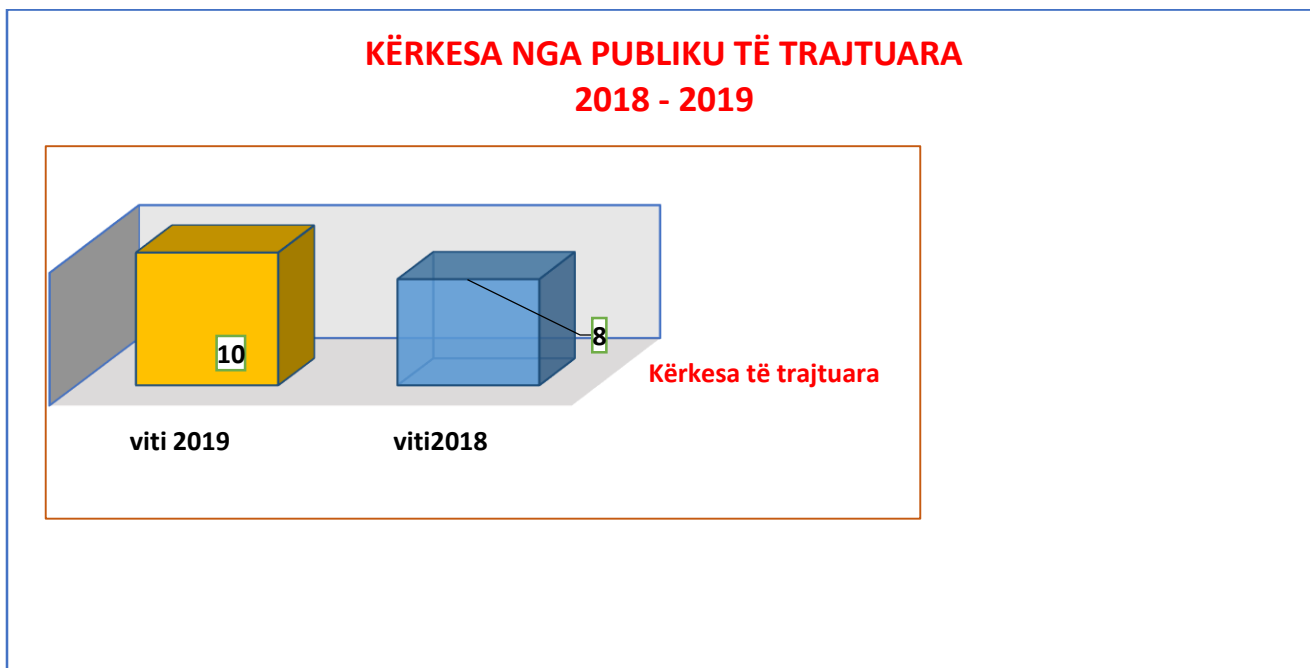 KËRKESA NGA PUBLIKU TË TRAJTUARA
2018 - 2019
10
8
Kërkesa të trajtuara
viti 2019
viti2018